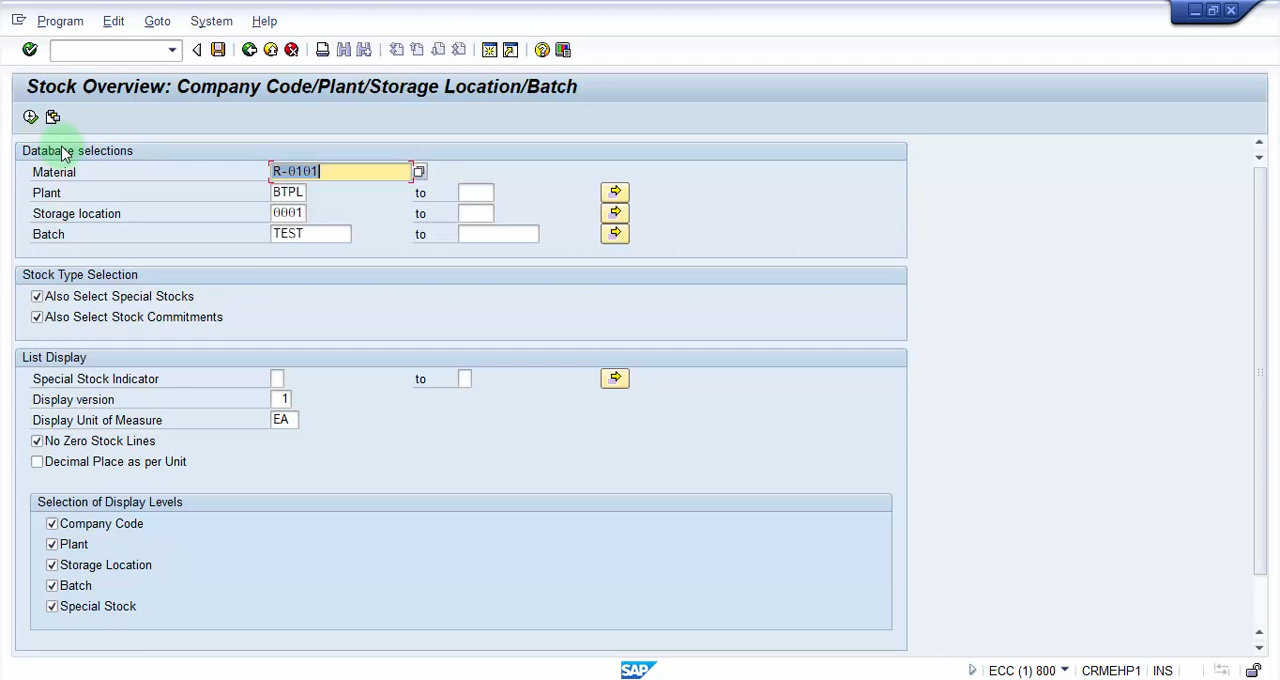 Program Edit Goto System Help
Stock Overview: Company Code/Plant/Storage Location/Batch
Database selections
Material R-0101
Plant BTPL to
Storage location 0001 to
Batch TEST to
Stock Type Selection
Also Select Special Stocks
Also Select Stock Commitments
List Display
Special Stock Indicator to
Display version 1
Display Unit of Measure EA
No Zero Stock Lines
Decimal Place as per Unit
Selection of Display Levels
Company Code
Plant
Storage Location
Batch
Special Stock
SAP ECC (1) 800 CRMEHP1 INS